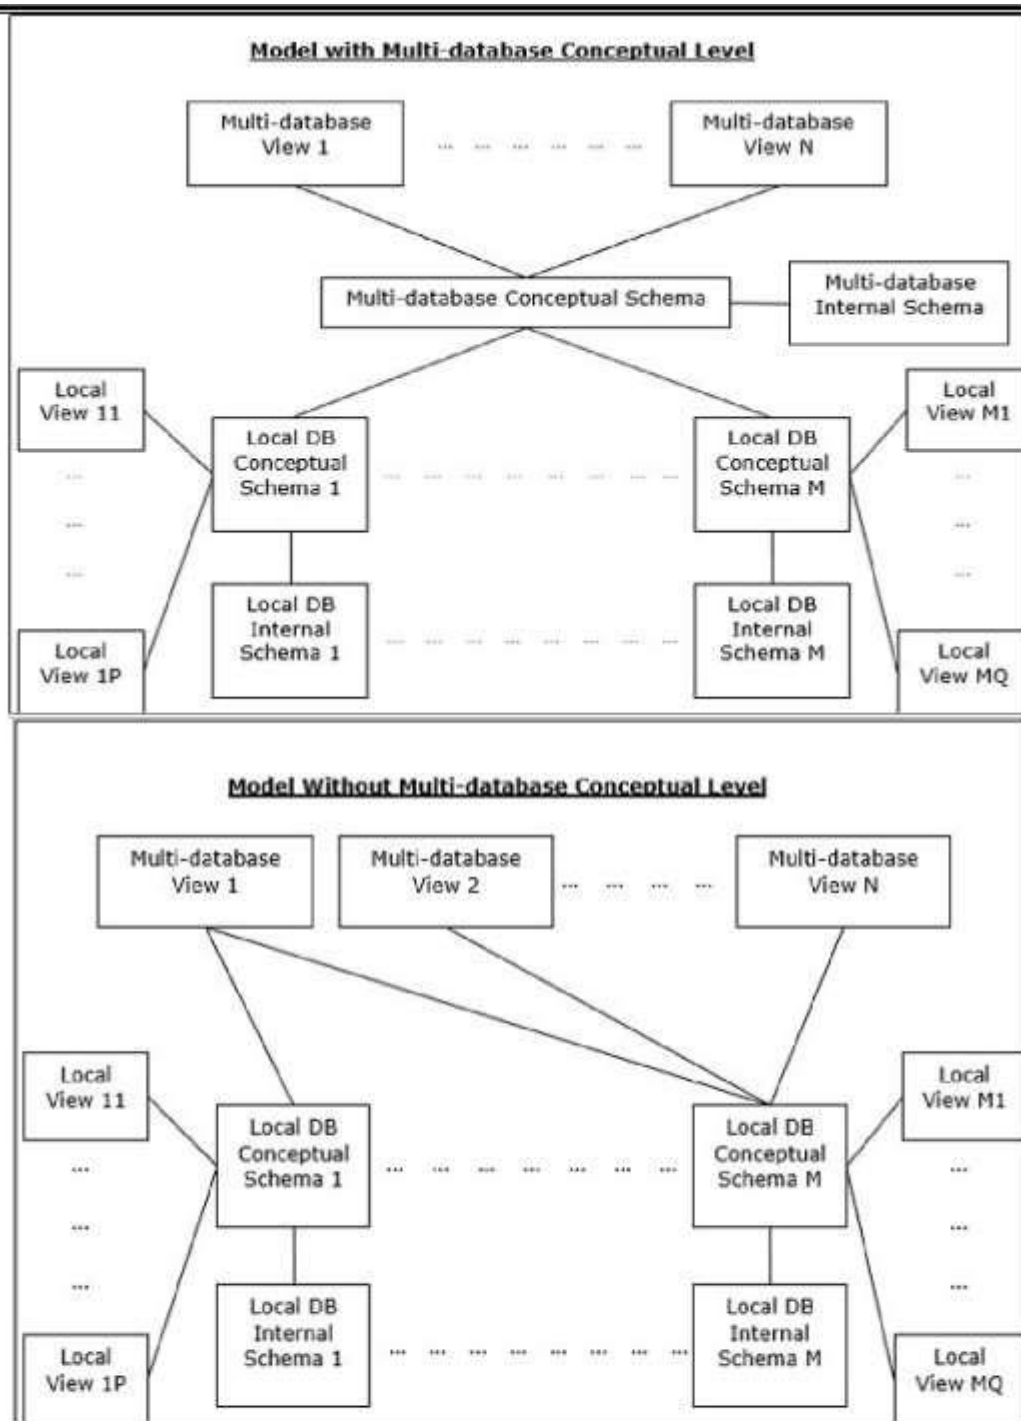 Model with Multi-database Conceptual Level
Multi-database
View 1
... ... ... ... ... ...
Multi-database
View N
Multi-database Conceptual Schema
Multi-database
Internal Schema
Local
View 11
Local
View M1
Local DB
Conceptual
Schema 1
... ... ... ... ... ... ... ...
Local DB
Conceptual
Schema M
...
...
...
...
...
...
Local DB
Internal
Schema 1
... ... ... ... ... ... ... ...
Local DB
Internal
Schema M
Local
View 1P
Local
View MQ
Model Without Multi-database Conceptual Level
Multi-database
View 1
Multi-database
View 2
... ... ... ...
Multi-database
View N
Local
View 11
Local
View M1
Local DB
Conceptual
Schema 1
... ... ... ... ... ... ... ...
Local DB
Conceptual
Schema M
...
...
...
...
...
...
Local DB
Internal
Schema 1
... ... ... ... ... ... ... ...
Local DB
Internal
Schema M
Local
View 1P
Local
View MQ